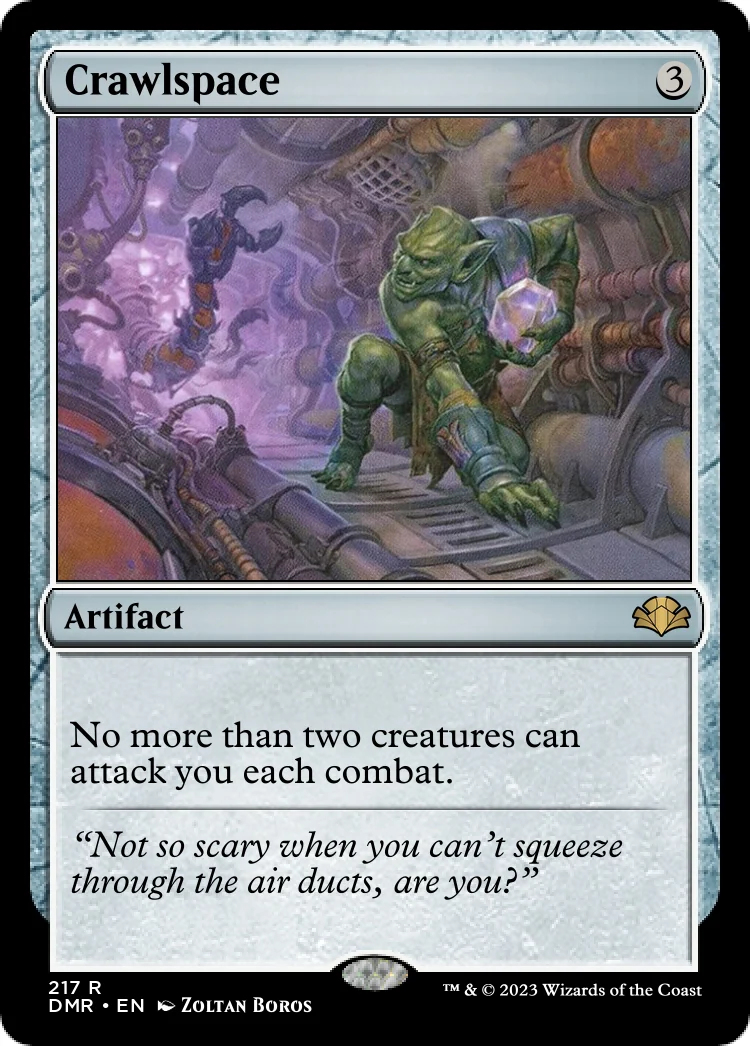 Crawlspace 3
Artifact
No more than two creatures can
attack you each combat.
“Not so scary when you can’t squeeze
through the air ducts, are you?”
217 R
DMR • EN ZOLTAN BOROS
™ & © 2023 Wizards of the Coast